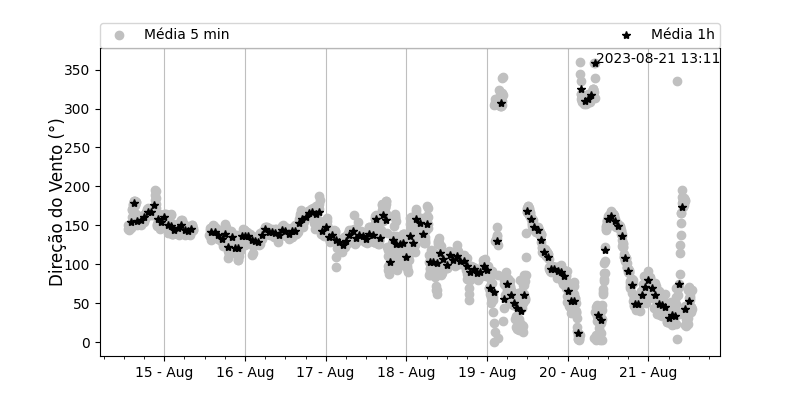 Média 5 min
Média 1h
2023-08-21 13:11
Direção do Vento (°)
350
300
250
200
150
100
50
0
15 - Aug
16 - Aug
17 - Aug
18 - Aug
19 - Aug
20 - Aug
21 - Aug